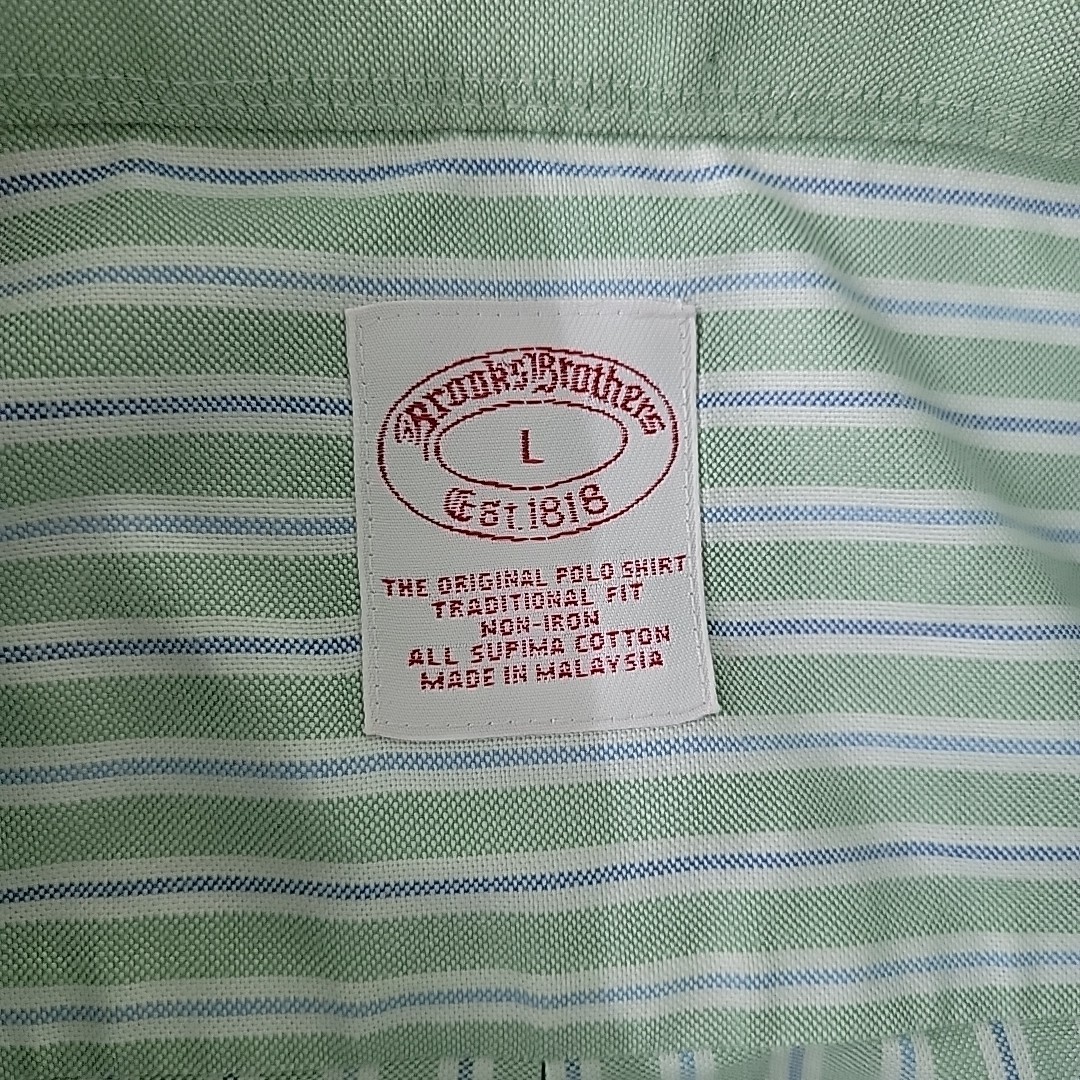 Brooks Brothers
L
Est. 1818
THE ORIGINAL POLO SHIRT
TRADITIONAL FIT
NON-IRON
ALL SUPIMA COTTON
MADE IN MALAYSIA